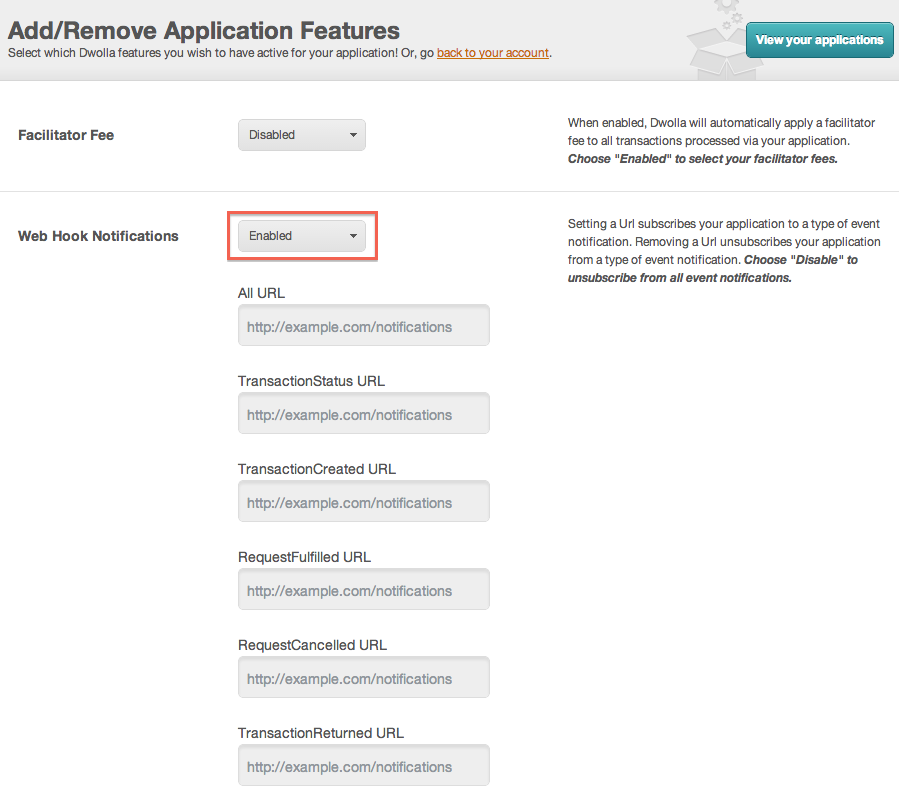 Add/Remove Application Features
Select which Dwolla features you wish to have active for your application! Or, go back to your account.
View your applications
Facilitator Fee
Disabled
When enabled, Dwolla will automatically apply a facilitator
fee to all transactions processed via your application.
Choose "Enabled" to select your facilitator fees.
Web Hook Notifications
Enabled
Setting a Url subscribes your application to a type of event
notification. Removing a Url unsubscribes your application
from a type of event notification. Choose "Disable" to
unsubscribe from all event notifications.
All URL
http://example.com/notifications
TransactionStatus URL
http://example.com/notifications
TransactionCreated URL
http://example.com/notifications
RequestFulfilled URL
http://example.com/notifications
RequestCancelled URL
http://example.com/notifications
TransactionReturned URL
http://example.com/notifications